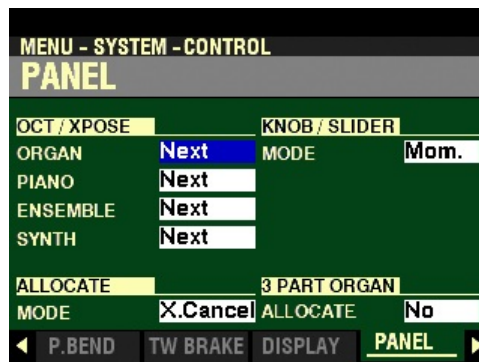 MENU - SYSTEM - CONTROL
PANEL
OCT / XPOSE
ORGAN Next
PIANO Next
ENSEMBLE Next
SYNTH Next
KNOB / SLIDER
MODE Mom.
ALLOCATE
MODE X.Cancel
3 PART ORGAN
ALLOCATE No
P.BEND TW BRAKE DISPLAY PANEL